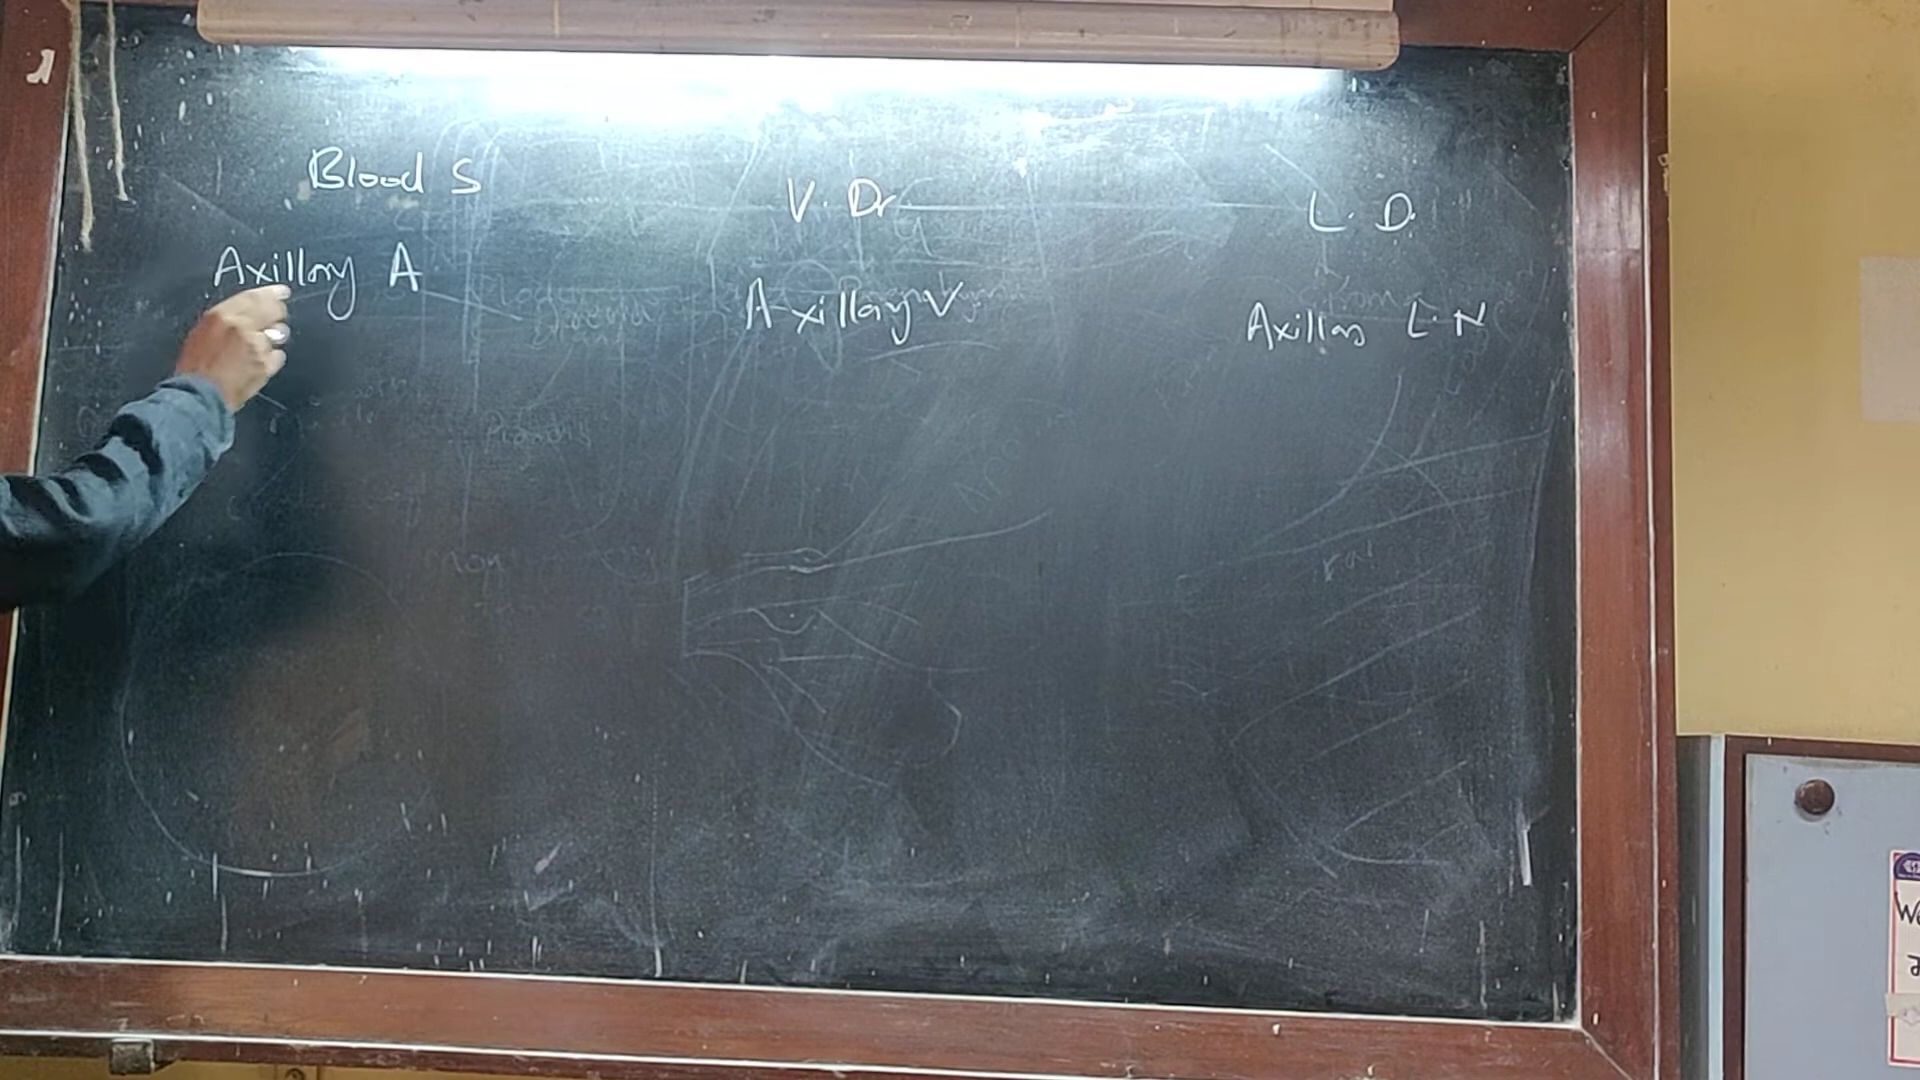 Blood S
V. Dr
L. D.
Axillary A
Axillary V
Axillary L. N